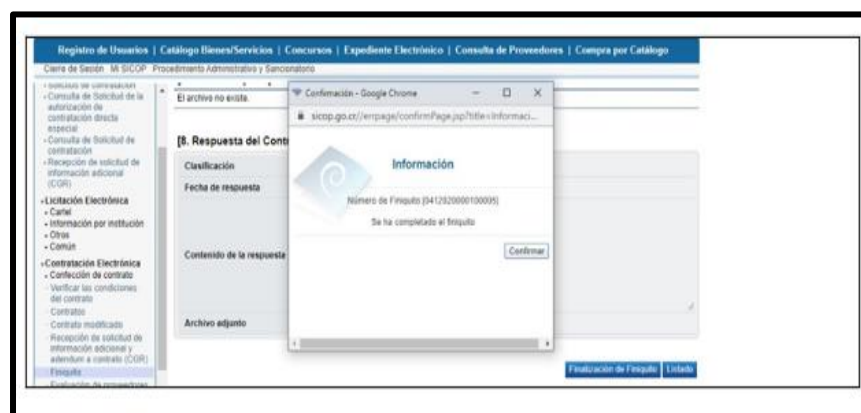 Registro de Usuarios | Catálogo Bienes/Servicios | Concursos | Expediente Electrónico | Consulta de Proveedores | Compra por Catálogo
Cierre de Sesión Mi SICOP Procedimiento Administrativo y Sancionatorio
Consulta de Solicitud de la
autorización de
contratación directa
especial
Consulta de Solicitud de
contratación
Recepción de solicitud de
información adicional
(CGR)
Licitación Electrónica
Cartel
Información por institución
Otros
Común
Contratación Electrónica
Confección de contrato
Verificar las condiciones
del contrato
Contratos
Contrato modificado
Recepción de solicitud de
información adicional y
adendum a contrato (CGR)
Finiquito
Evaluación de proveedores
El archivo no existe.
[8. Respuesta del Cont
Clasificación
Fecha de respuesta
Contenido de la respuesta
Archivo adjunto
Confirmación - Google Chrome
sicop.go.cr//errpage/confirmPage.jsp?title=Informaci...
Información
Número de Finiquito [0412020000100005]
Se ha completado el finiquito
Confirmar
Finalización de Finiquito
Listado